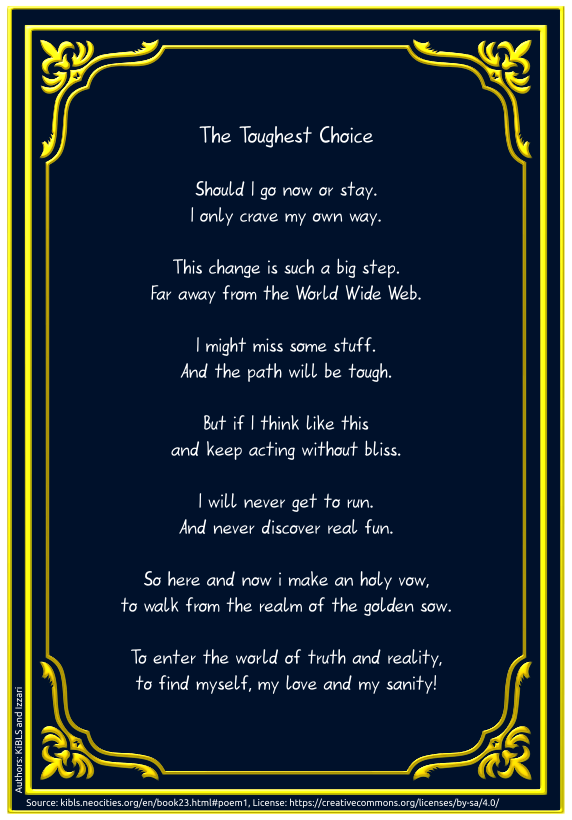 The Toughest Choice
Should I go now or stay.
I only crave my own way.
This change is such a big step.
Far away from the World Wide Web.
I might miss some stuff.
And the path will be tough.
But if I think like this
and keep acting without bliss.
I will never get to run.
And never discover real fun.
So here and now i make an holy vow,
to walk from the realm of the golden sow.
To enter the world of truth and reality,
to find myself, my love and my sanity!
Authors: KiBLS and Izzari
Source: kibls.neocities.org/en/book23.html#poem1, License: https://creativecommons.org/licenses/by-sa/4.0/